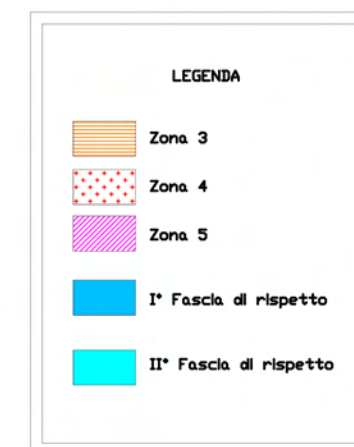 LEGENDA
Zona 3
Zona 4
Zona 5
I° Fascia di rispetto
II° Fascia di rispetto